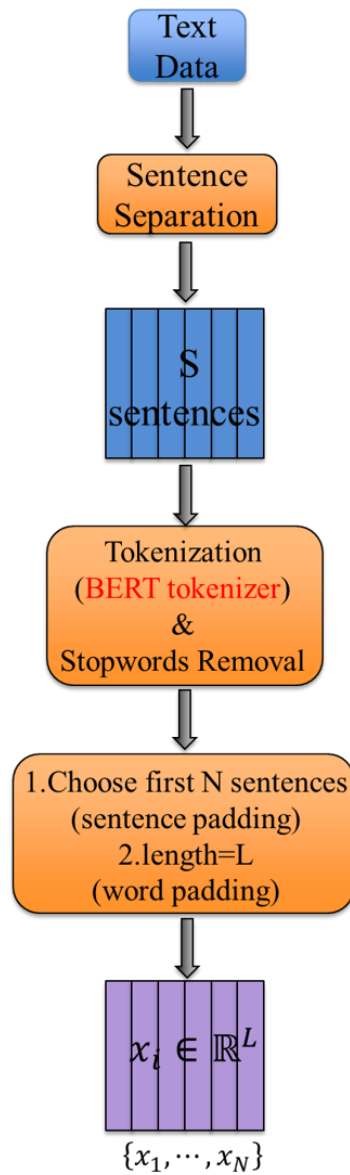 Text
Data
Sentence
Separation
S
sentences
Tokenization
(BERT tokenizer)
&
Stopwords Removal
1.Choose first N sentences
(sentence padding)
2.length=L
(word padding)
𝑥ᵢ ∈ ℝᴸ
{𝑥₁,⋯,𝑥_N}